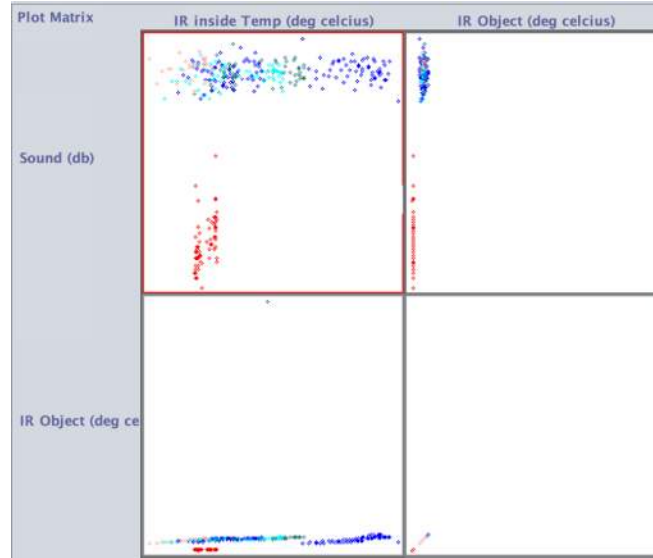 Plot Matrix
IR inside Temp (deg celcius)
IR Object (deg celcius)
Sound (db)
IR Object (deg ce